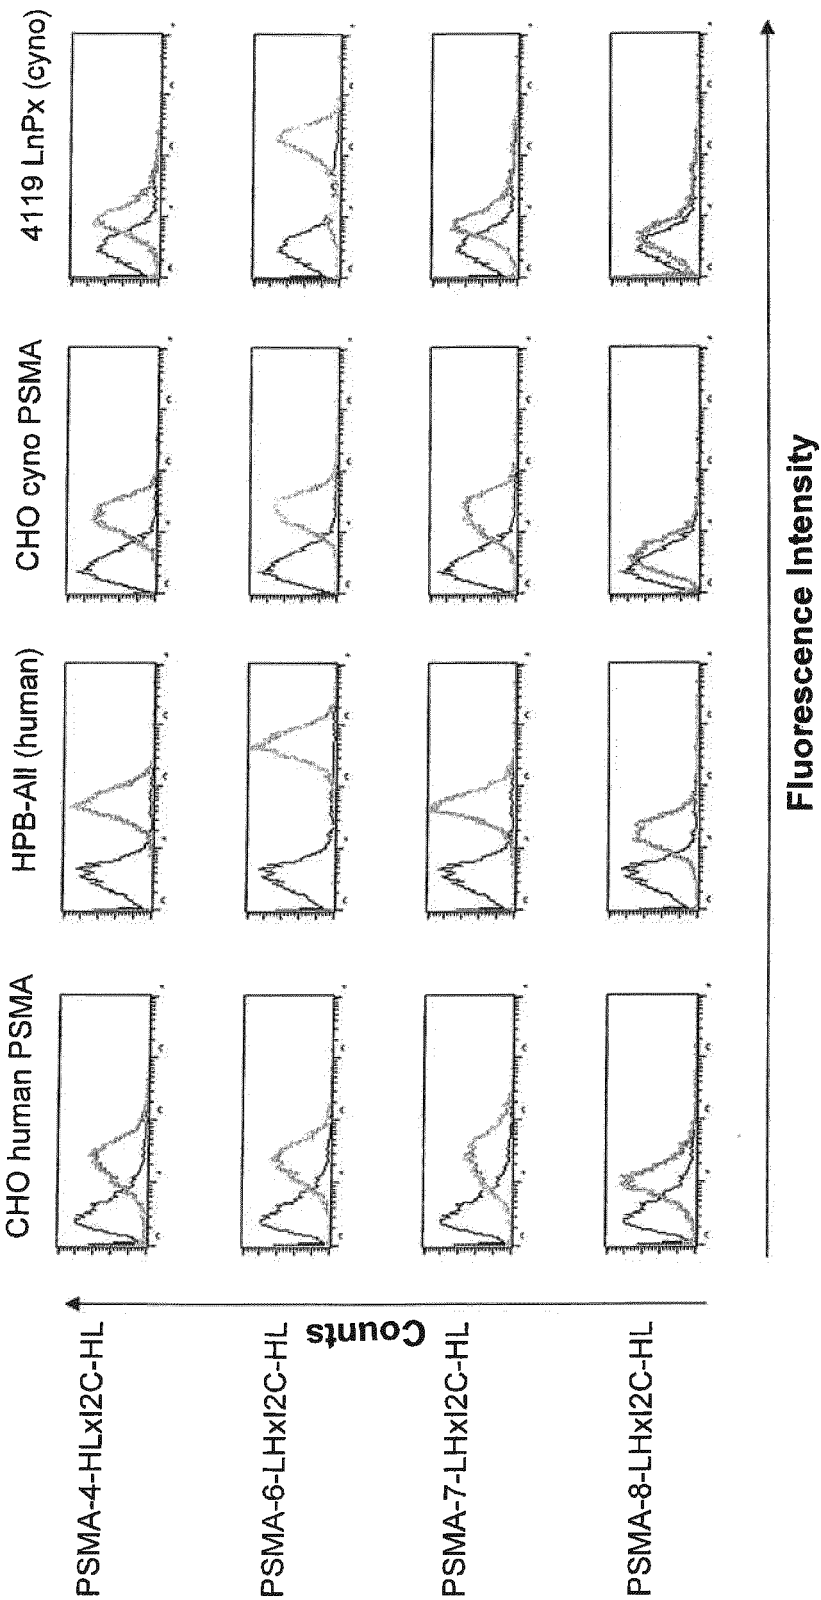 CHO human PSMA
HPB-All (human)
CHO cyno PSMA
4119 LnPx (cyno)
PSMA-4-HLxI2C-HL
PSMA-6-LHxI2C-HL
PSMA-7-LHxI2C-HL
PSMA-8-LHxI2C-HL
Counts
Fluorescence Intensity